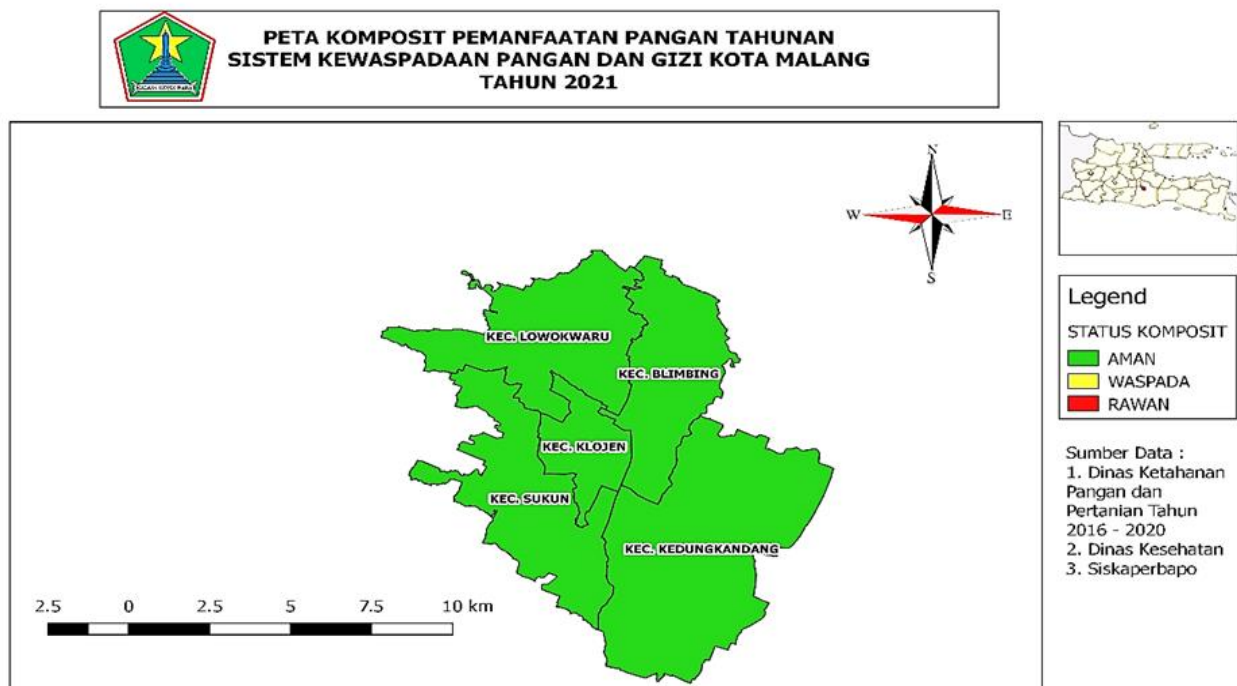 PETA KOMPOSIT PEMANFAATAN PANGAN TAHUNAN
SISTEM KEWASPADAAN PANGAN DAN GIZI KOTA MALANG
TAHUN 2021
N
W
E
S
KEC. LOWOKWARU
KEC. BLIMBING
KEC. KLOJEN
KEC. SUKUN
KEC. KEDUNGKANDANG
2.5 0 2.5 5 7.5 10 km
Legend
STATUS KOMPOSIT
AMAN
WASPADA
RAWAN
Sumber Data :
1. Dinas Ketahanan
Pangan dan
Pertanian Tahun
2016 - 2020
2. Dinas Kesehatan
3. Siskaperbapo